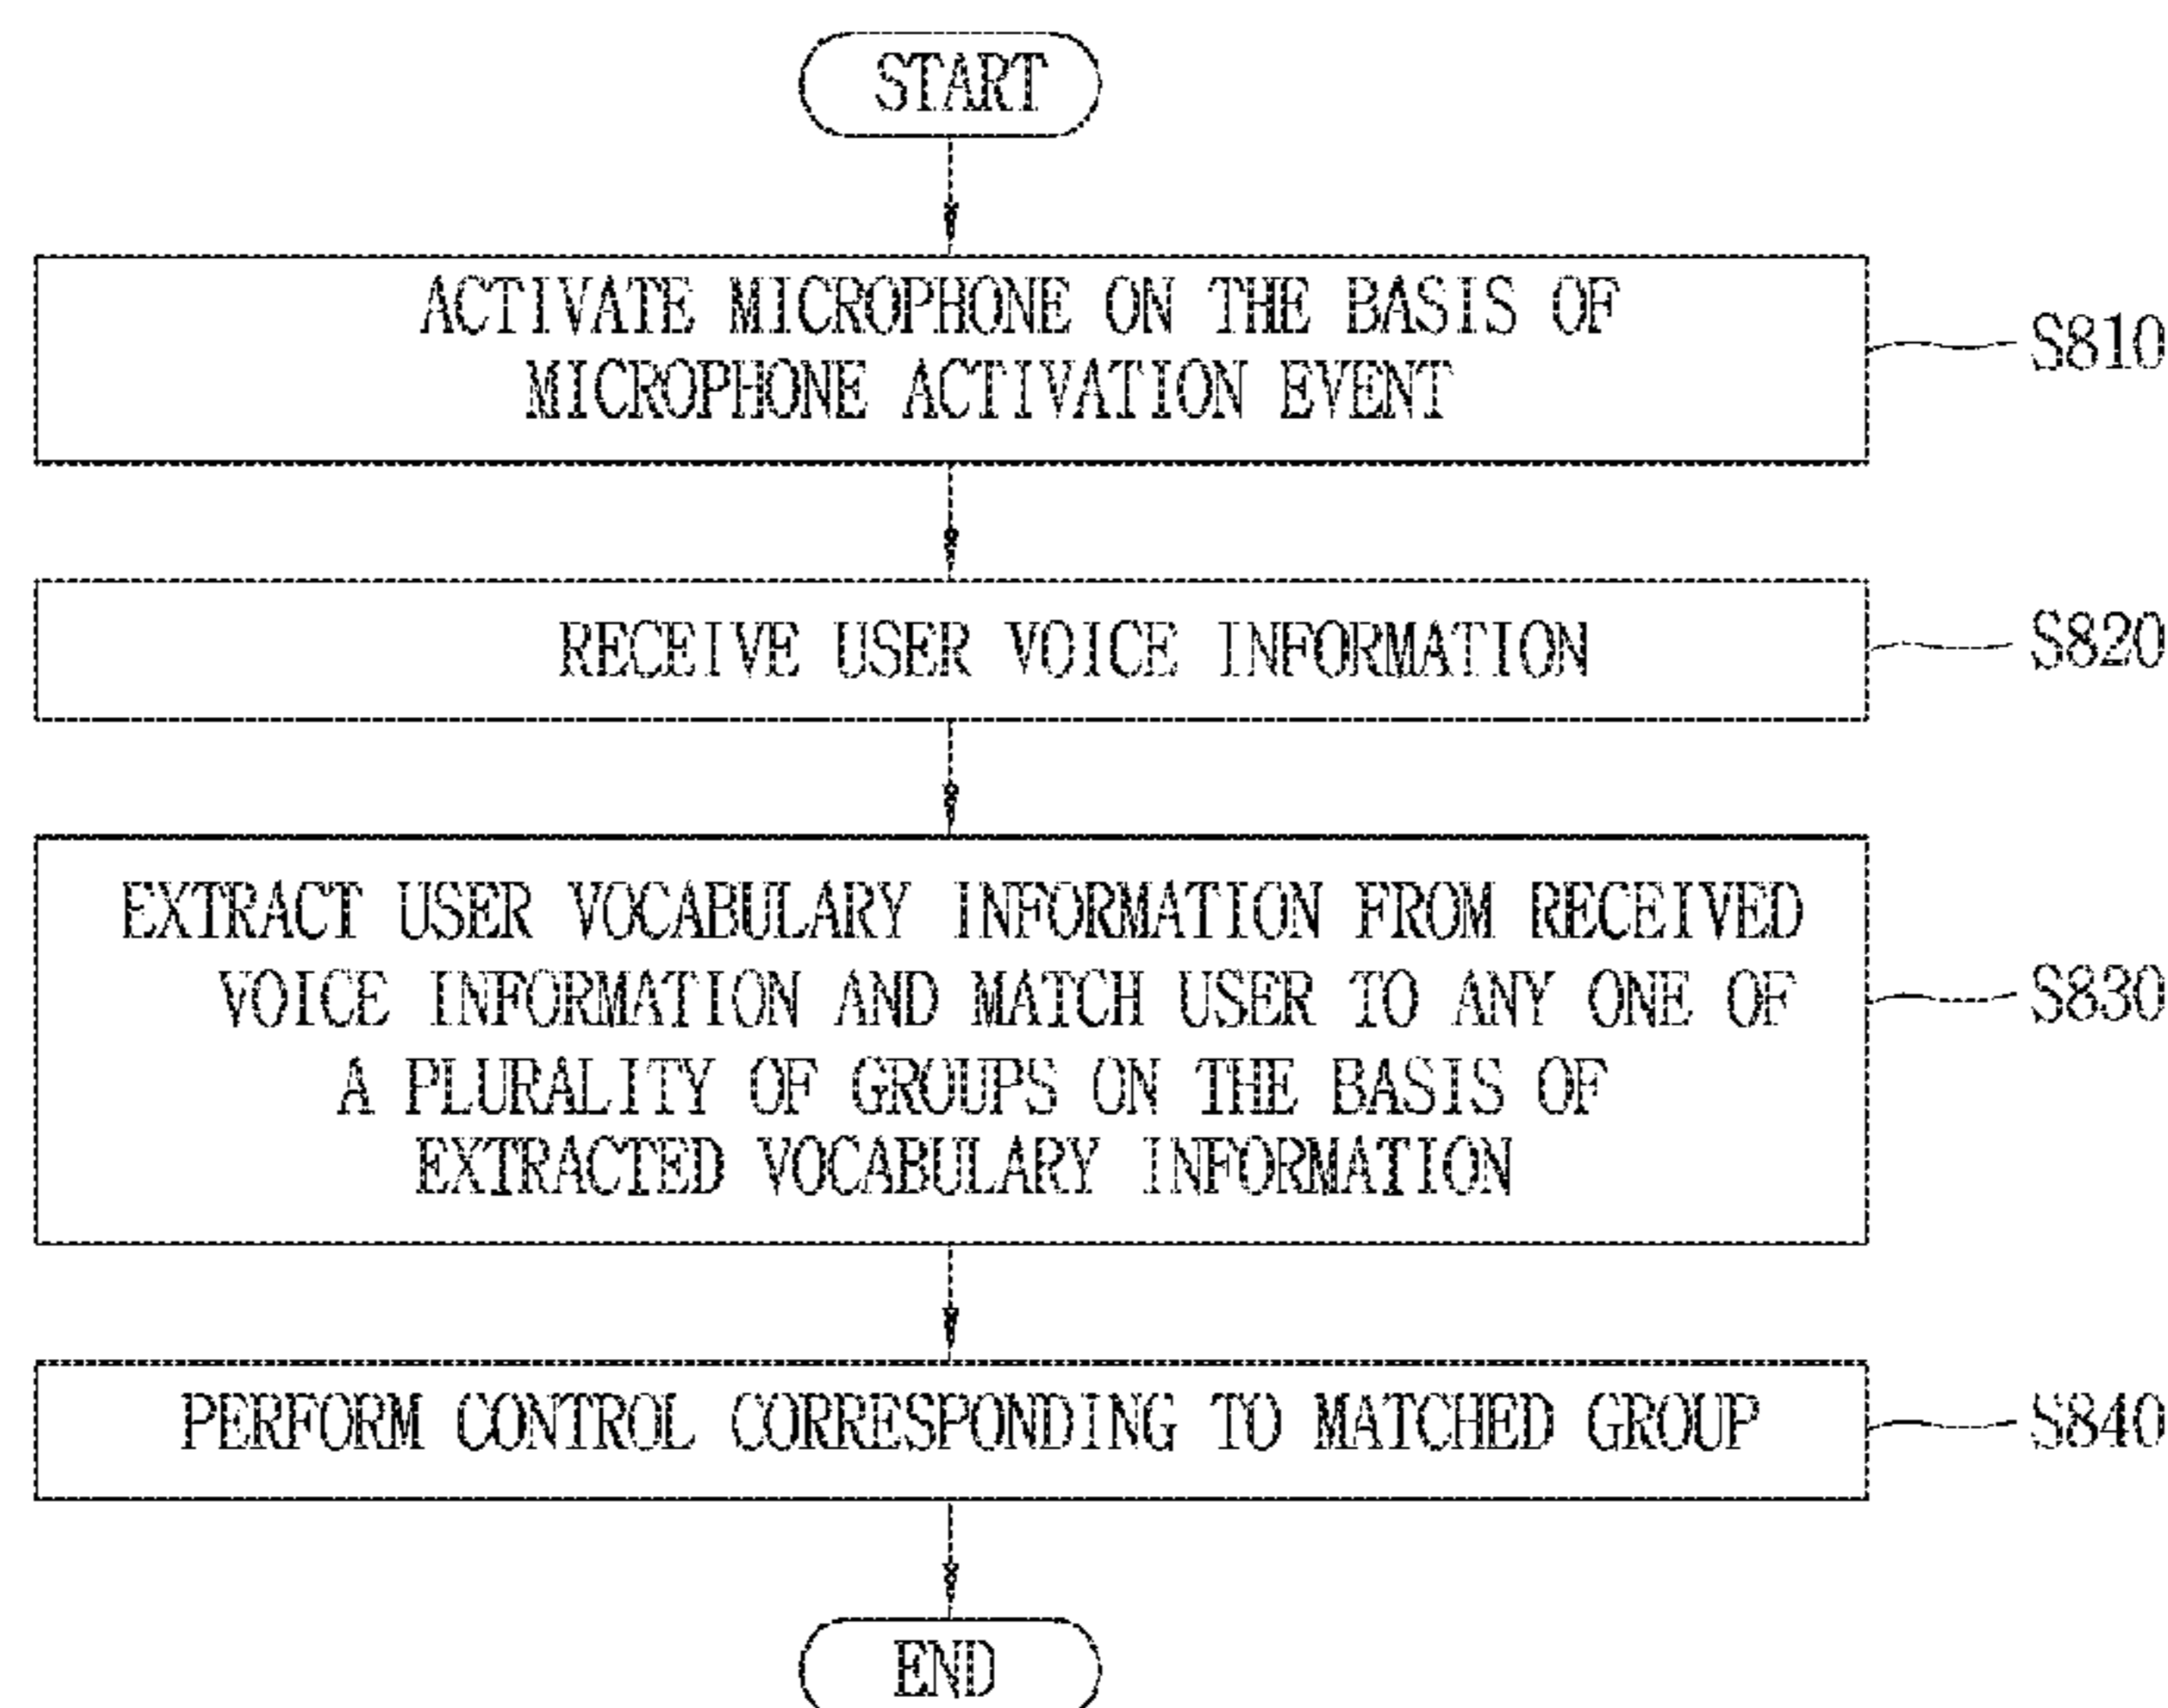 START
ACTIVATE MICROPHONE ON THE BASIS OF
MICROPHONE ACTIVATION EVENT
S810
RECEIVE USER VOICE INFORMATION
S820
EXTRACT USER VOCABULARY INFORMATION FROM RECEIVED
VOICE INFORMATION AND MATCH USER TO ANY ONE OF
A PLURALITY OF GROUPS ON THE BASIS OF
EXTRACTED VOCABULARY INFORMATION
S830
PERFORM CONTROL CORRESPONDING TO MATCHED GROUP
S840
END